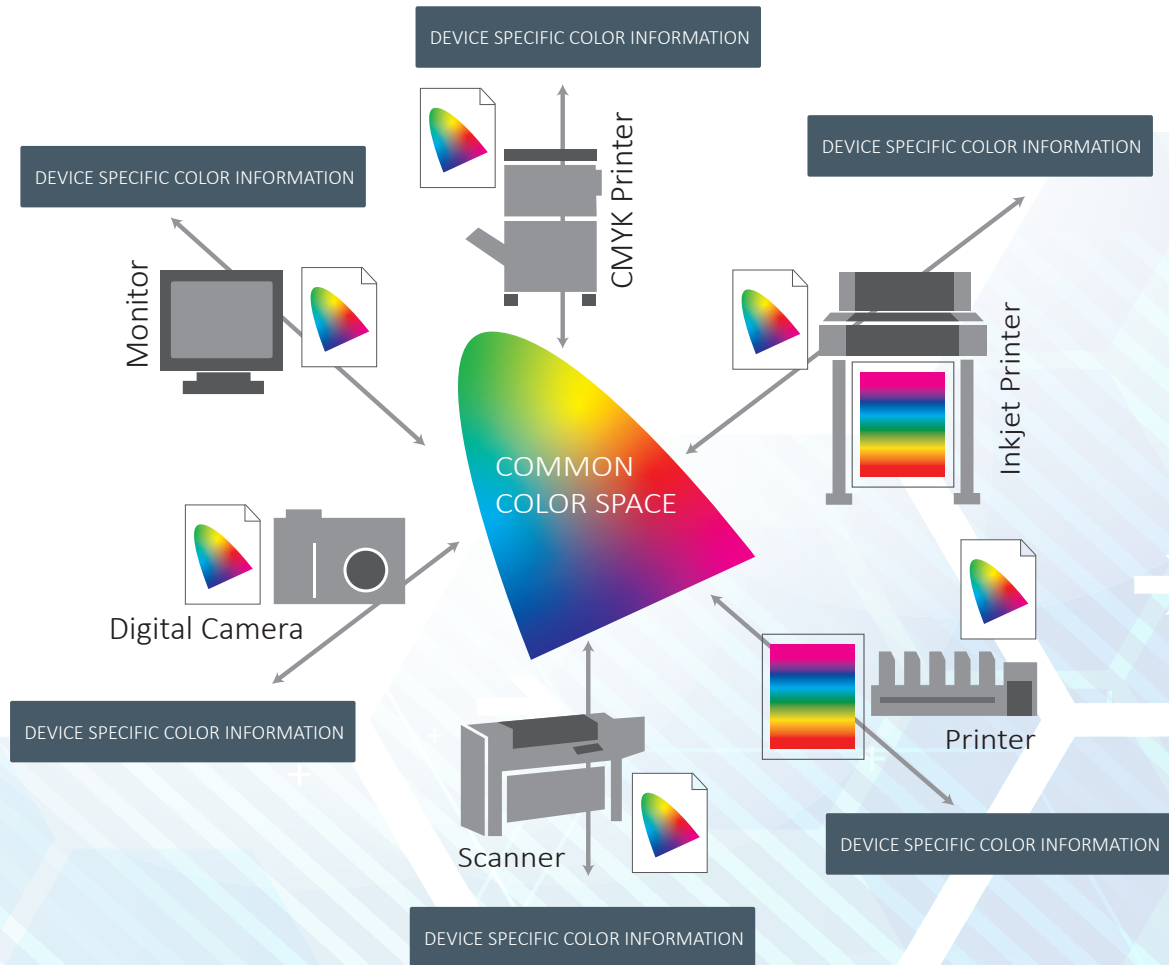 DEVICE SPECIFIC COLOR INFORMATION
CMYK Printer
DEVICE SPECIFIC COLOR INFORMATION
DEVICE SPECIFIC COLOR INFORMATION
Monitor
Inkjet Printer
COMMON
COLOR SPACE
Digital Camera
DEVICE SPECIFIC COLOR INFORMATION
Printer
Scanner
DEVICE SPECIFIC COLOR INFORMATION
DEVICE SPECIFIC COLOR INFORMATION